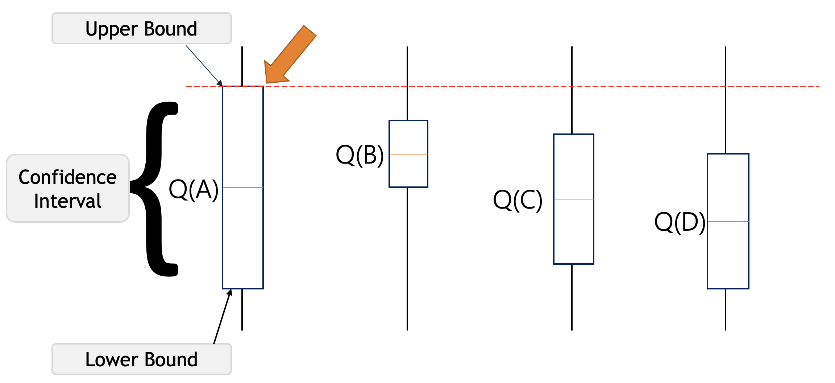 Upper Bound
Confidence
Interval
Q(A)
Q(B)
Q(C)
Q(D)
Lower Bound